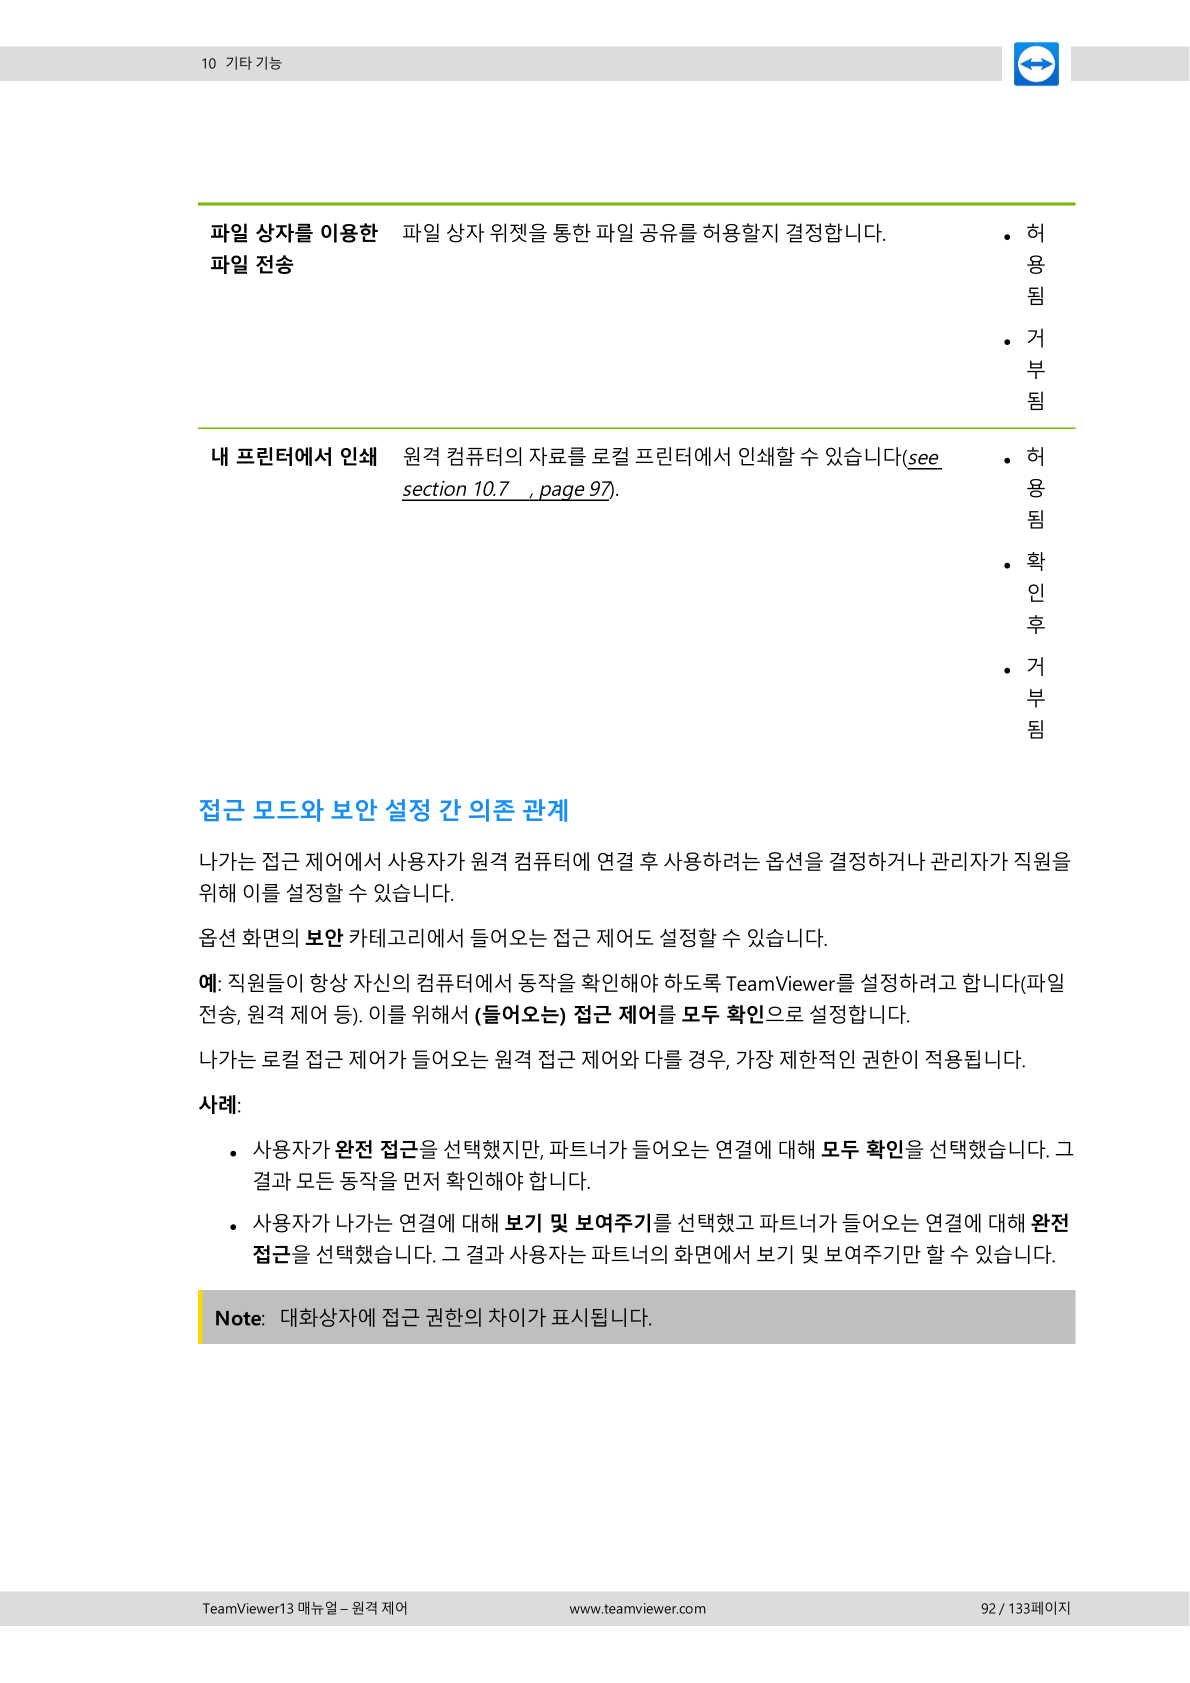 10 기타 기능
파일 상자를 이용한 파일 상자 위젯을 통한 파일 공유를 허용할지 결정합니다.
파일 전송
• 허
용
됨
• 거
부
됨
내 프린터에서 인쇄 원격 컴퓨터의 자료를 로컬 프린터에서 인쇄할 수 있습니다(see
section 10.7 , page 97).
• 허
용
됨
• 확
인
후
• 거
부
됨
접근 모드와 보안 설정 간 의존 관계
나가는 접근 제어에서 사용자가 원격 컴퓨터에 연결 후 사용하려는 옵션을 결정하거나 관리자가 직원을
위해 이를 설정할 수 있습니다.
옵션 화면의 보안 카테고리에서 들어오는 접근 제어도 설정할 수 있습니다.
예: 직원들이 항상 자신의 컴퓨터에서 동작을 확인해야 하도록 TeamViewer를 설정하려고 합니다(파일
전송, 원격 제어 등). 이를 위해서 (들어오는) 접근 제어를 모두 확인으로 설정합니다.
나가는 로컬 접근 제어가 들어오는 원격 접근 제어와 다를 경우, 가장 제한적인 권한이 적용됩니다.
사례:
• 사용자가 완전 접근을 선택했지만, 파트너가 들어오는 연결에 대해 모두 확인을 선택했습니다. 그
결과 모든 동작을 먼저 확인해야 합니다.
• 사용자가 나가는 연결에 대해 보기 및 보여주기를 선택했고 파트너가 들어오는 연결에 대해 완전
접근을 선택했습니다. 그 결과 사용자는 파트너의 화면에서 보기 및 보여주기만 할 수 있습니다.
Note: 대화상자에 접근 권한의 차이가 표시됩니다.
TeamViewer13 매뉴얼 – 원격 제어 www.teamviewer.com 92 / 133페이지